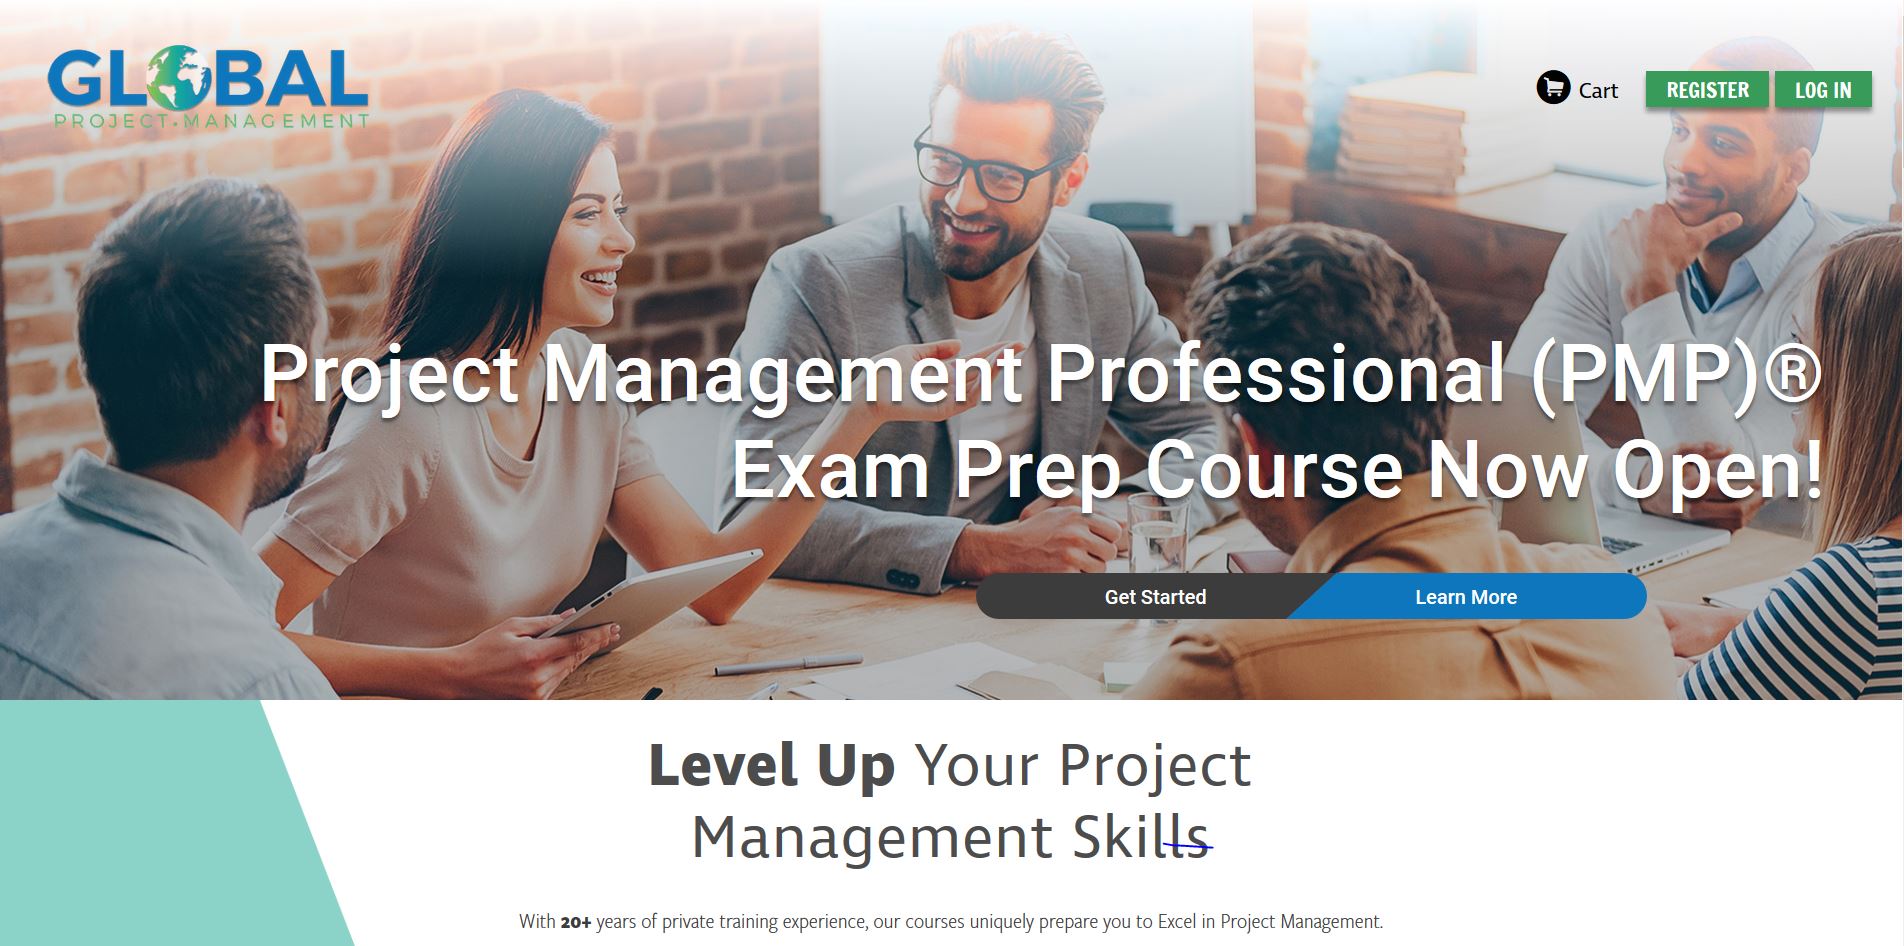 GLOBAL
PROJECT·MANAGEMENT
Cart
REGISTER
LOG IN
Project Management Professional (PMP)®
Exam Prep Course Now Open!
Get Started
Learn More
Level Up Your Project
Management Skills
With 20+ years of private training experience, our courses uniquely prepare you to Excel in Project Management.